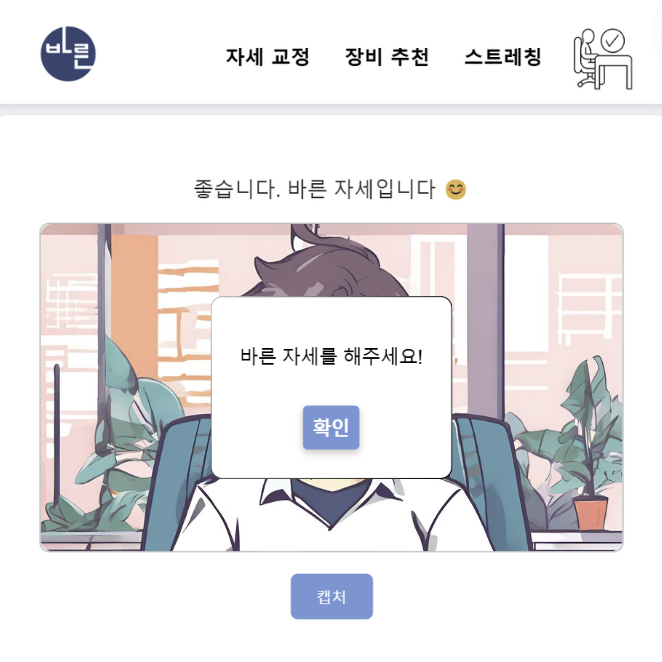 바른
자세 교정 장비 추천 스트레칭
좋습니다. 바른 자세입니다 😊
바른 자세를 해주세요!
확인
캡처